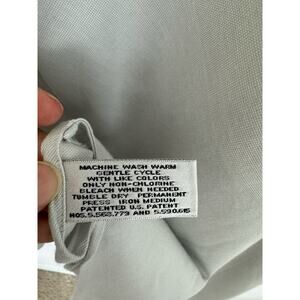 MACHINE WASH WARM
GENTLE CYCLE
WITH LIKE COLORS
ONLY NON-CHLORINE
BLEACH WHEN NEEDED
TUMBLE DRY PERMANENT
PRESS IRON MEDIUM
PATENTED U.S. PATENT
NOS.5,568,779 AND 5,590,615